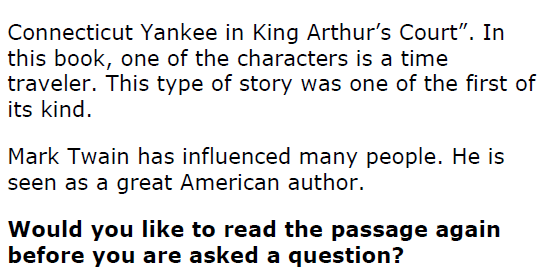 Connecticut Yankee in King Arthur’s Court”. In
this book, one of the characters is a time
traveler. This type of story was one of the first of
its kind.
Mark Twain has influenced many people. He is
seen as a great American author.
Would you like to read the passage again
before you are asked a question?